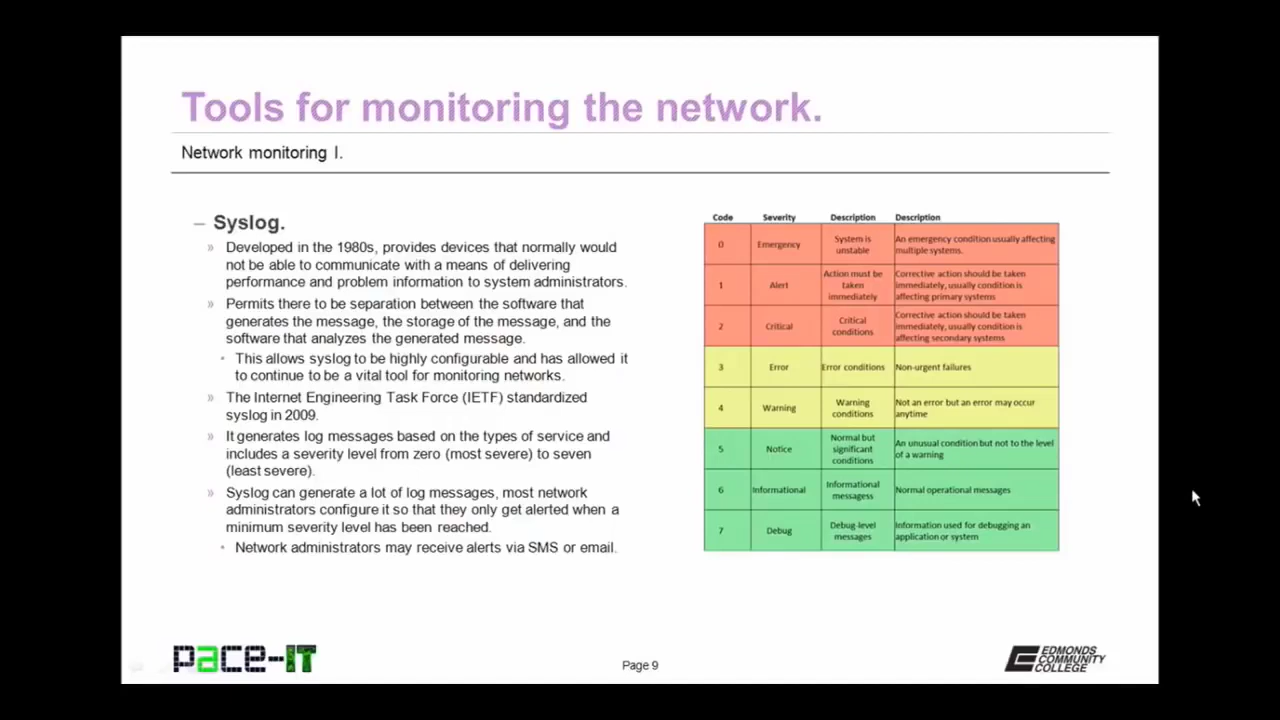 Tools for monitoring the network.
Network monitoring I.
– Syslog.
» Developed in the 1980s, provides devices that normally would
not be able to communicate with a means of delivering
performance and problem information to system administrators.
» Permits there to be separation between the software that
generates the message, the storage of the message, and the
software that analyzes the generated message.
• This allows syslog to be highly configurable and has allowed it
to continue to be a vital tool for monitoring networks.
» The Internet Engineering Task Force (IETF) standardized
syslog in 2009.
» It generates log messages based on the types of service and
includes a severity level from zero (most severe) to seven
(least severe).
» Syslog can generate a lot of log messages, most network
administrators configure it so that they only get alerted when a
minimum severity level has been reached.
• Network administrators may receive alerts via SMS or email.
Code Severity Description Description
0 Emergency System is
unstable
An emergency condition usually affecting
multiple systems.
1 Alert Action must be
taken
immediately
Corrective action should be taken
immediately, usually condition is
affecting primary systems
2 Critical Critical
conditions
Corrective action should be taken
immediately, usually condition is
affecting secondary systems
3 Error Error conditions Non-urgent failures
4 Warning Warning
conditions
Not an error but an error may occur
anytime
5 Notice Normal but
significant
conditions
An unusual condition but not to the level
of a warning
6 Informational Informational
messagess
Normal operational messages
7 Debug Debug-level
messages
Information used for debugging an
application or system
pace-IT
Page 9
EDMONDS
COMMUNITY
COLLEGE